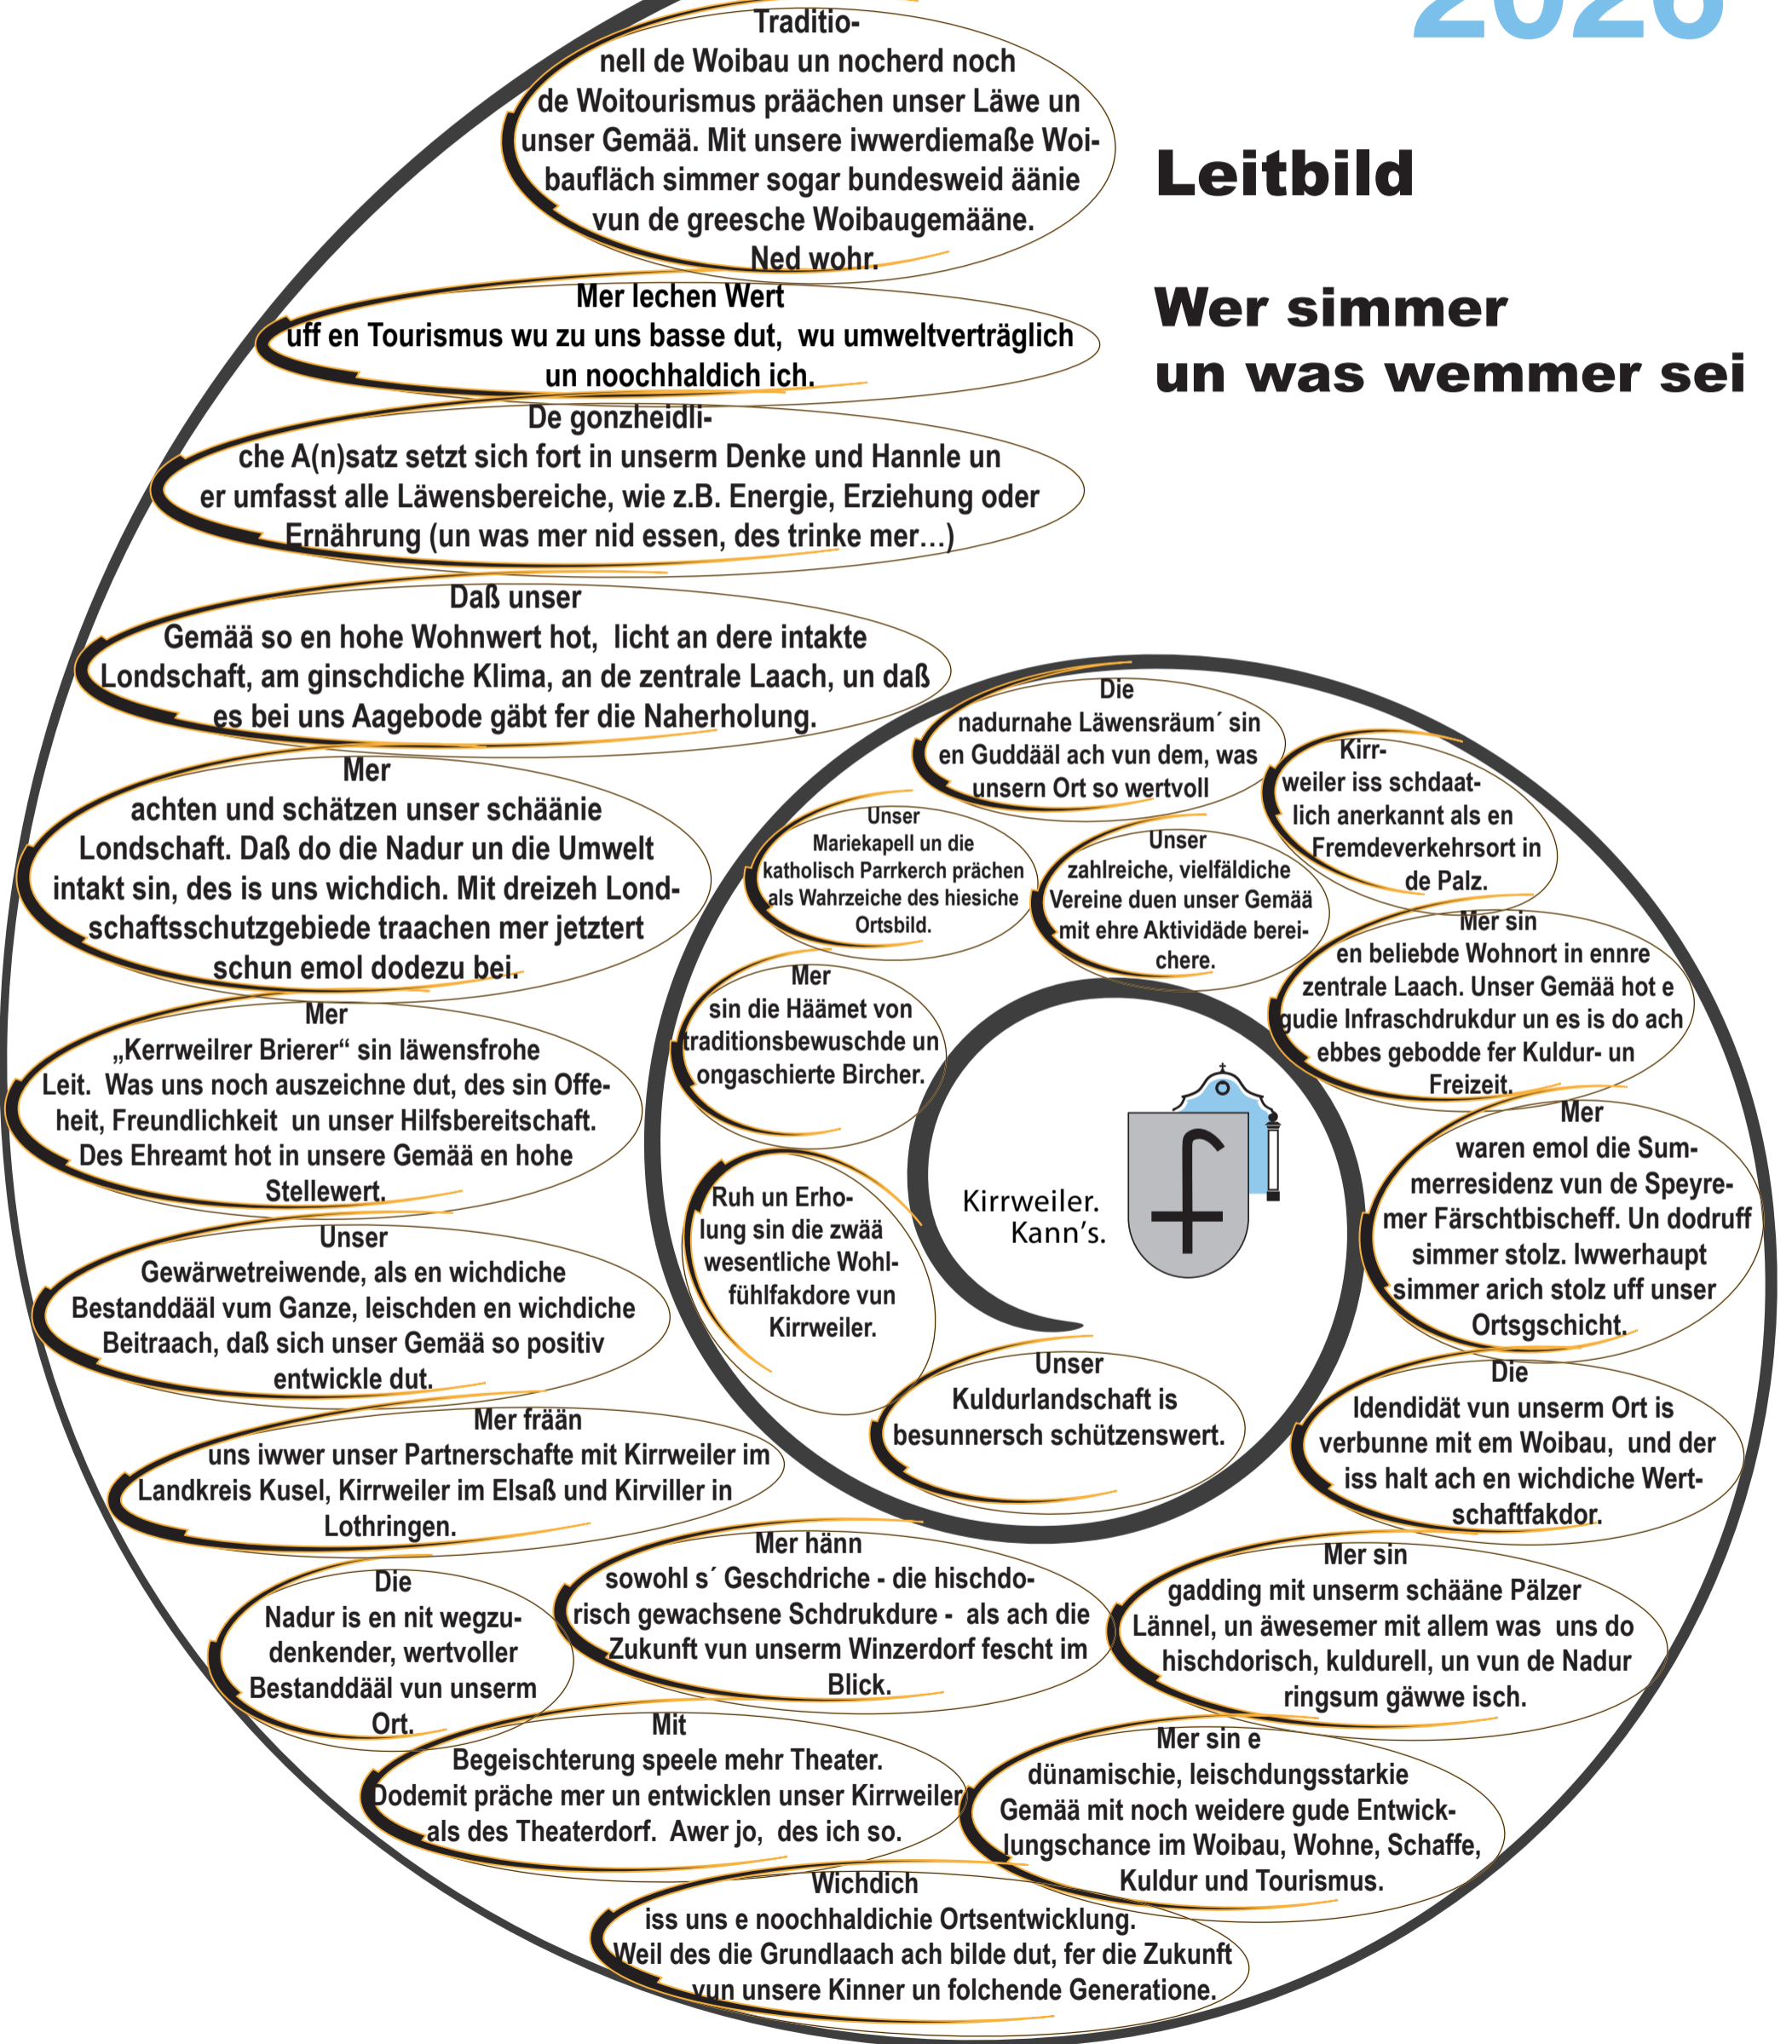 2026
Leitbild
Wer simmer
un was wemmer sei
Traditio-
nell de Woibau un nocherd noch
de Woitourismus präächen unser Läwe un
unser Gemää. Mit unsere iwwerdiemaße Woi-
baufläch simmer sogar bundesweid äänie
vun de greesche Woibaugemääne.
Ned wohr.
Mer lechen Wert
uff en Tourismus wu zu uns basse dut, wu umweltverträglich
un noochhaldich ich.
De gonzheidli-
che A(n)satz setzt sich fort in unserm Denke und Hannle un
er umfasst alle Läwensbereiche, wie z.B. Energie, Erziehung oder
Ernährung (un was mer nid essen, des trinke mer…)
Daß unser
Gemää so en hohe Wohnwert hot, licht an dere intakte
Londschaft, am ginschdiche Klima, an de zentrale Laach, un daß
es bei uns Aagebode gäbt fer die Naherholung.
Mer
achten und schätzen unser schäänie
Londschaft. Daß do die Nadur un die Umwelt
intakt sin, des is uns wichdich. Mit dreizeh Lond-
schaftsschutzgebiede traachen mer jetztert
schun emol dodezu bei.
Mer
„Kerrweilrer Brierer“ sin läwensfrohe
Leit. Was uns noch auszeichne dut, des sin Offe-
heit, Freundlichkeit un unser Hilfsbereitschaft.
Des Ehreamt hot in unsere Gemää en hohe
Stellewert.
Unser
Gewärwetreiwende, als en wichdiche
Bestanddääl vum Ganze, leischden en wichdiche
Beitraach, daß sich unser Gemää so positiv
entwickle dut.
Mer frään
uns iwwer unser Partnerschafte mit Kirrweiler im
Landkreis Kusel, Kirrweiler im Elsaß und Kirviller in
Lothringen.
Die
Nadur is en nit wegzu-
denkender, wertvoller
Bestanddääl vun unserm
Ort.
Mit
Begeischterung speele mehr Theater.
Dodemit präche mer un entwicklen unser Kirrweiler
als des Theaterdorf. Awer jo, des ich so.
Wichdich
iss uns e noochhaldichie Ortsentwicklung.
Weil des die Grundlaach ach bilde dut, fer die Zukunft
vun unsere Kinner un folchende Generatione.
Mer sin e
dünamischie, leischdungsstarkie
Gemää mit noch weidere gude Entwick-
lungschance im Woibau, Wohne, Schaffe,
Kuldur und Tourismus.
Mer hänn
sowohl s´ Geschdriche - die hischdo-
risch gewachsene Schdrukdure - als ach die
Zukunft vun unserm Winzerdorf fescht im
Blick.
Mer sin
gadding mit unserm schääne Pälzer
Lännel, un äwesemer mit allem was uns do
hischdorisch, kuldurell, un vun de Nadur
ringsum gäwwe isch.
Die
Idendidät vun unserm Ort is
verbunne mit em Woibau, und der
iss halt ach en wichdiche Wert-
schaftfakdor.
Mer
waren emol die Sum-
merresidenz vun de Speyre-
mer Färschtbischeff. Un dodruff
simmer stolz. Iwwerhaupt
simmer arich stolz uff unser
Ortsgschicht.
Mer sin
en beliebde Wohnort in ennre
zentrale Laach. Unser Gemää hot e
gudie Infraschdrukdur un es is do ach
ebbes gebodde fer Kuldur- un
Freizeit.
Kirr-
weiler iss schdaat-
lich anerkannt als en
Fremdeverkehrsort in
de Palz.
Die
nadurnahe Läwensräum´ sin
en Guddääl ach vun dem, was
unsern Ort so wertvoll
Unser
zahlreiche, vielfäldiche
Vereine duen unser Gemää
mit ehre Aktividäde berei-
chere.
Unser
Mariekapell un die
katholisch Parrkerch prächen
als Wahrzeiche des hiesiche
Ortsbild.
Mer
sin die Häämet von
traditionsbewuschde un
ongaschierte Bircher.
Ruh un Erho-
lung sin die zwää
wesentliche Wohl-
fühlfakdore vun
Kirrweiler.
Unser
Kuldurlandschaft is
besunnersch schützenswert.
Kirrweiler.
Kann’s.